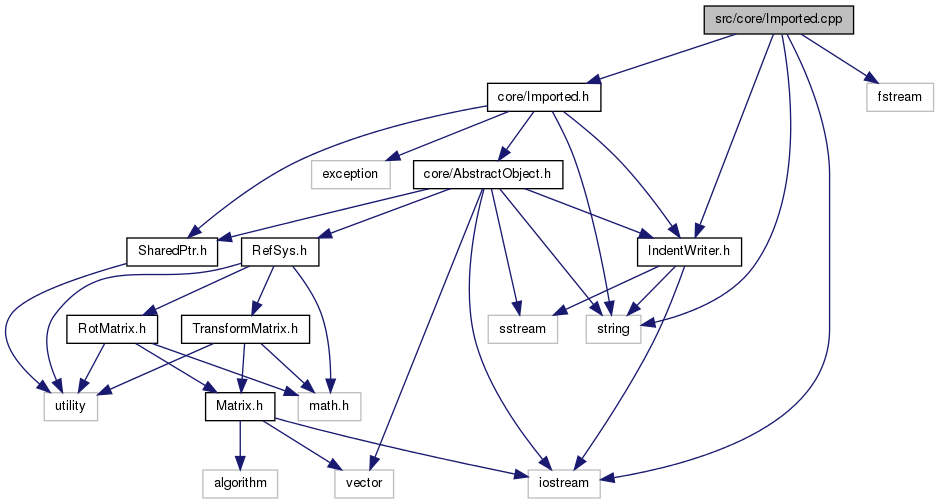 src/core/Imported.cpp
core/Imported.h
fstream
exception
core/AbstractObject.h
SharedPtr.h
RefSys.h
IndentWriter.h
RotMatrix.h
TransformMatrix.h
sstream
string
utility
Matrix.h
math.h
algorithm
vector
iostream